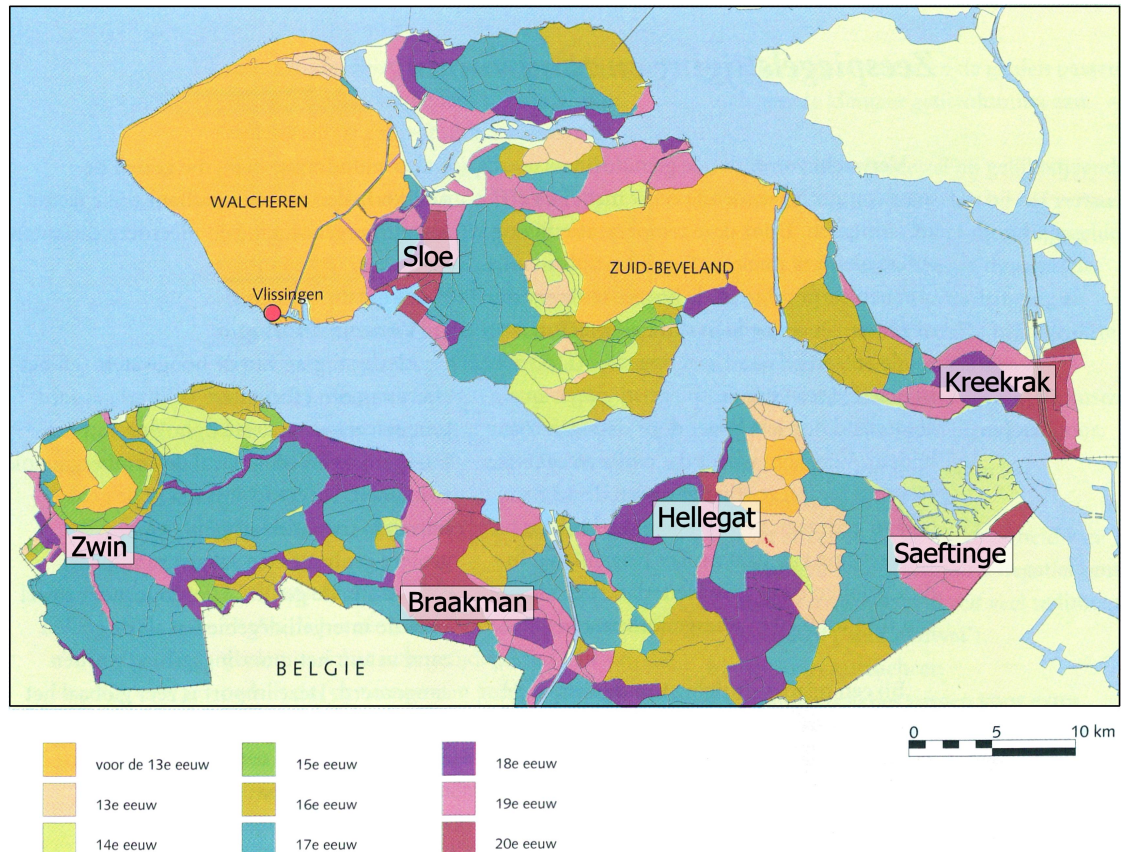 WALCHEREN
Sloe
ZUID-BEVELAND
Vlissingen
Kreekrak
Hellegat
Zwin
Saeftinge
Braakman
BELGIE
0 5 10 km
voor de 13e eeuw
13e eeuw
14e eeuw
15e eeuw
16e eeuw
17e eeuw
18e eeuw
19e eeuw
20e eeuw